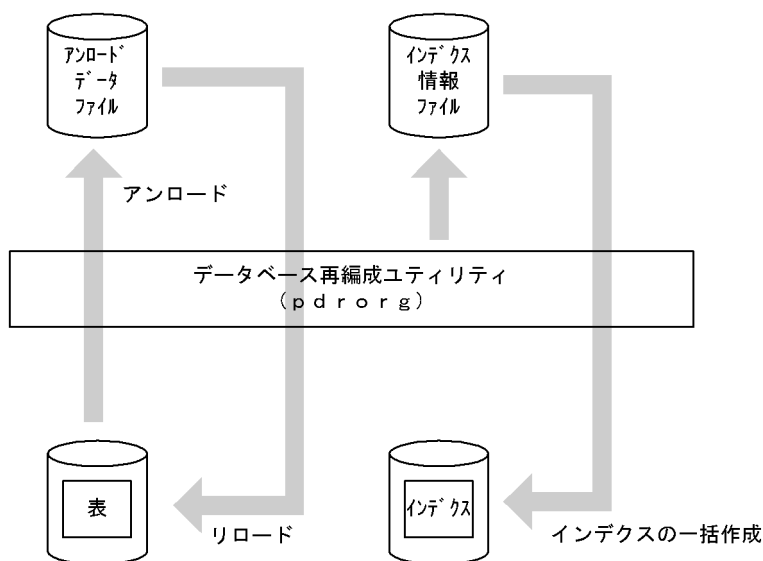 ｱﾝﾛｰﾄﾞ
ﾃﾞｰﾀ
ﾌｧｲﾙ
ｲﾝﾃﾞｸｽ
情報
ﾌｧｲﾙ
アンロード
データベース再編成ユティリティ
（ｐｄｒｏｒｇ）
表
ｲﾝﾃﾞｸｽ
リロード
インデクスの一括作成